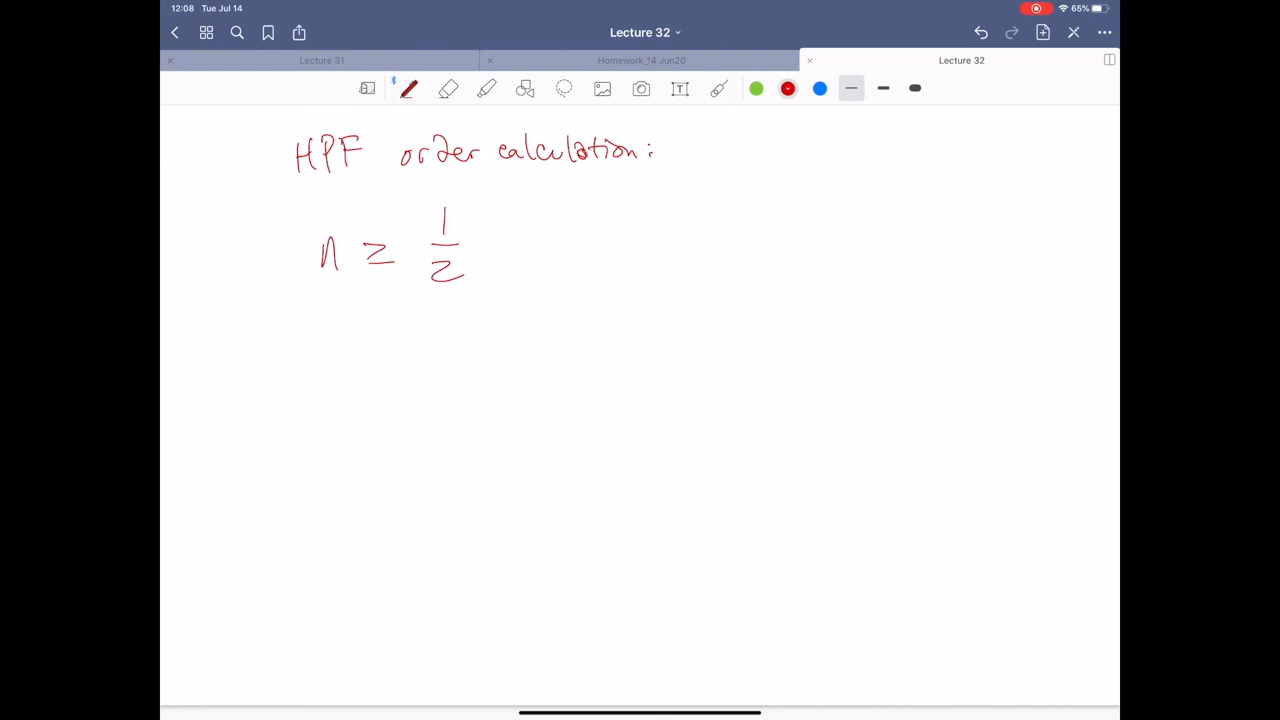 12:08 Tue Jul 14
65%
Lecture 32
Lecture 31
Homework_14 Jun20
Lecture 32
HPF order calculation:
n ≥ 1/2